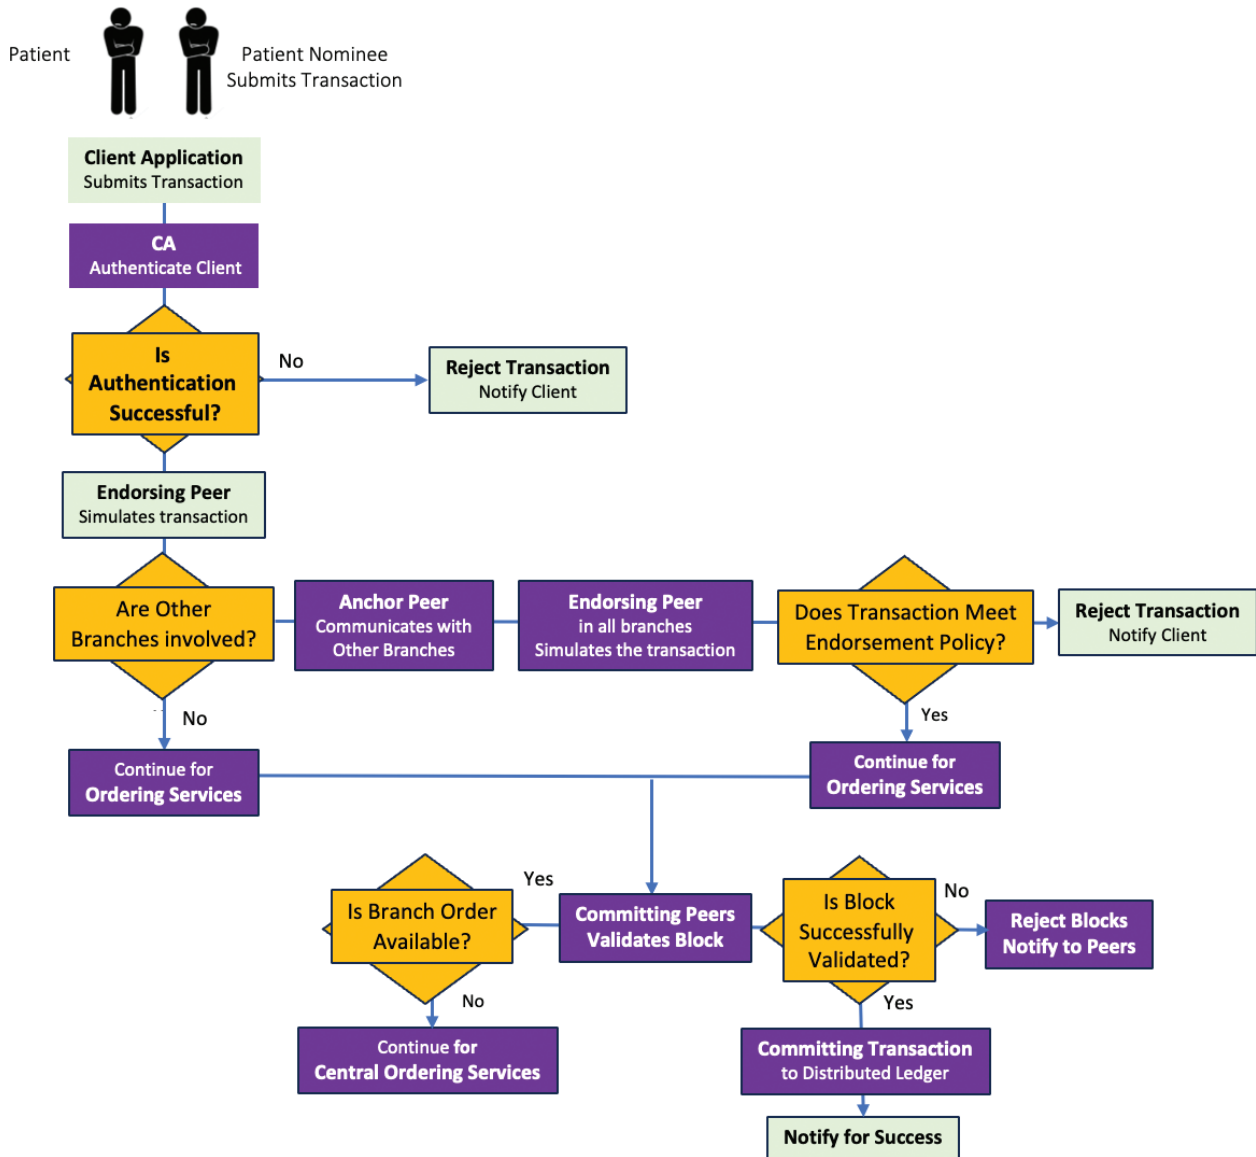 Patient
Patient Nominee
Submits Transaction
Client Application
Submits Transaction
CA
Authenticate Client
Is
Authentication
Successful?
No
Reject Transaction
Notify Client
Endorsing Peer
Simulates transaction
Are Other
Branches involved?
Anchor Peer
Communicates with
Other Branches
Endorsing Peer
in all branches
Simulates the transaction
Does Transaction Meet
Endorsement Policy?
Reject Transaction
Notify Client
No
Yes
Continue for
Ordering Services
Continue for
Ordering Services
Is Branch Order
Available?
Yes
Committing Peers
Validates Block
Is Block
Successfully
Validated?
No
Reject Blocks
Notify to Peers
No
Yes
Continue for
Central Ordering Services
Committing Transaction
to Distributed Ledger
Notify for Success